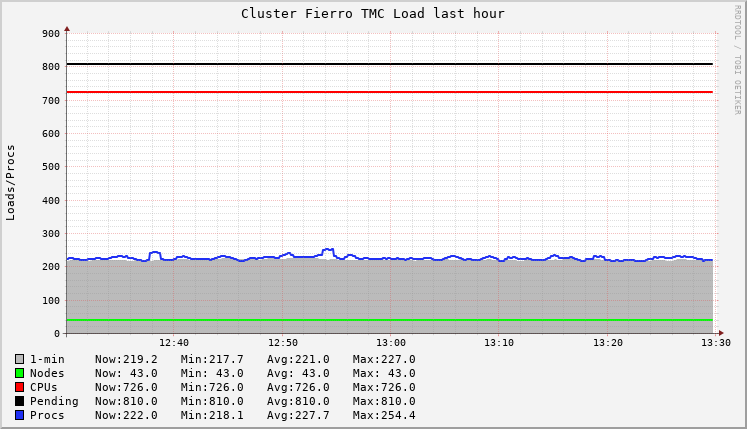 Cluster Fierro TMC Load last hour
RRDTOOL / TOBI OETIKER
Loads/Procs
900
800
700
600
500
400
300
200
100
0
12:40 12:50 13:00 13:10 13:20 13:30
1-min Now:219.2 Min:217.7 Avg:221.0 Max:227.0
Nodes Now: 43.0 Min: 43.0 Avg: 43.0 Max: 43.0
CPUs Now:726.0 Min:726.0 Avg:726.0 Max:726.0
Pending Now:810.0 Min:810.0 Avg:810.0 Max:810.0
Procs Now:222.0 Min:218.1 Avg:227.7 Max:254.4